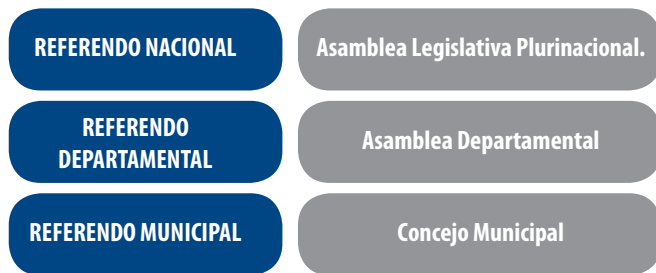 REFERENDO NACIONAL
Asamblea Legislativa Plurinacional.
REFERENDO
DEPARTAMENTAL
Asamblea Departamental
REFERENDO MUNICIPAL
Concejo Municipal